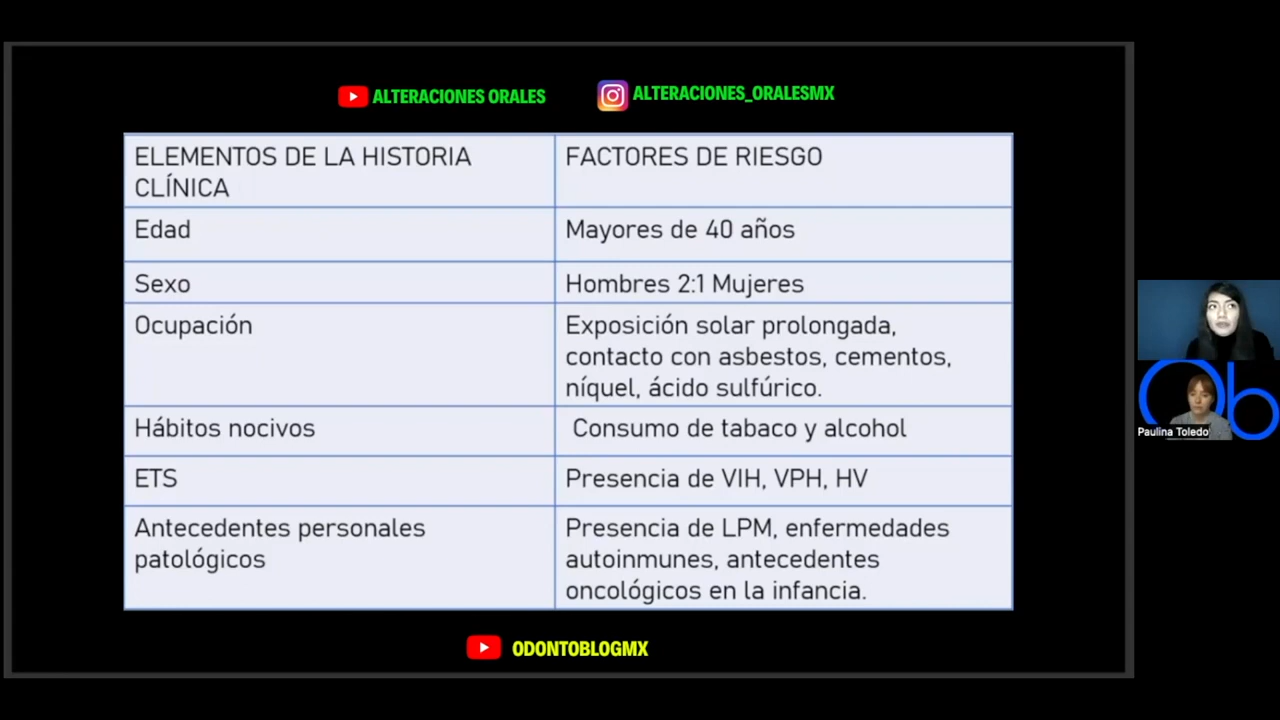 ALTERACIONES ORALES
ALTERACIONES_ORALESMX
ELEMENTOS DE LA HISTORIA
CLÍNICA
FACTORES DE RIESGO
Edad
Mayores de 40 años
Sexo
Hombres 2:1 Mujeres
Ocupación
Exposición solar prolongada,
contacto con asbestos, cementos,
níquel, ácido sulfúrico.
Hábitos nocivos
Consumo de tabaco y alcohol
ETS
Presencia de VIH, VPH, HV
Antecedentes personales
patológicos
Presencia de LPM, enfermedades
autoinmunes, antecedentes
oncológicos en la infancia.
ODONTOBLOGMX
Ob
Paulina Toledo